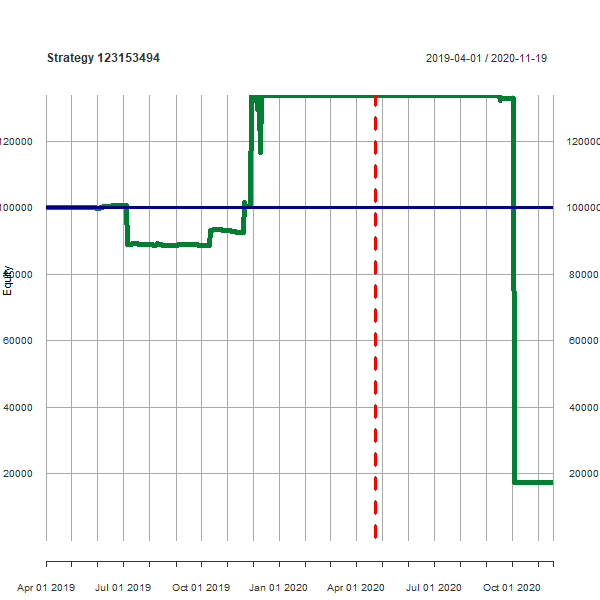 Strategy 123153494
2019-04-01 / 2020-11-19
120000
120000
100000
100000
80000
80000
60000
60000
40000
40000
20000
20000
Equity
Apr 01 2019
Jul 01 2019
Oct 01 2019
Jan 01 2020
Apr 01 2020
Jul 01 2020
Oct 01 2020